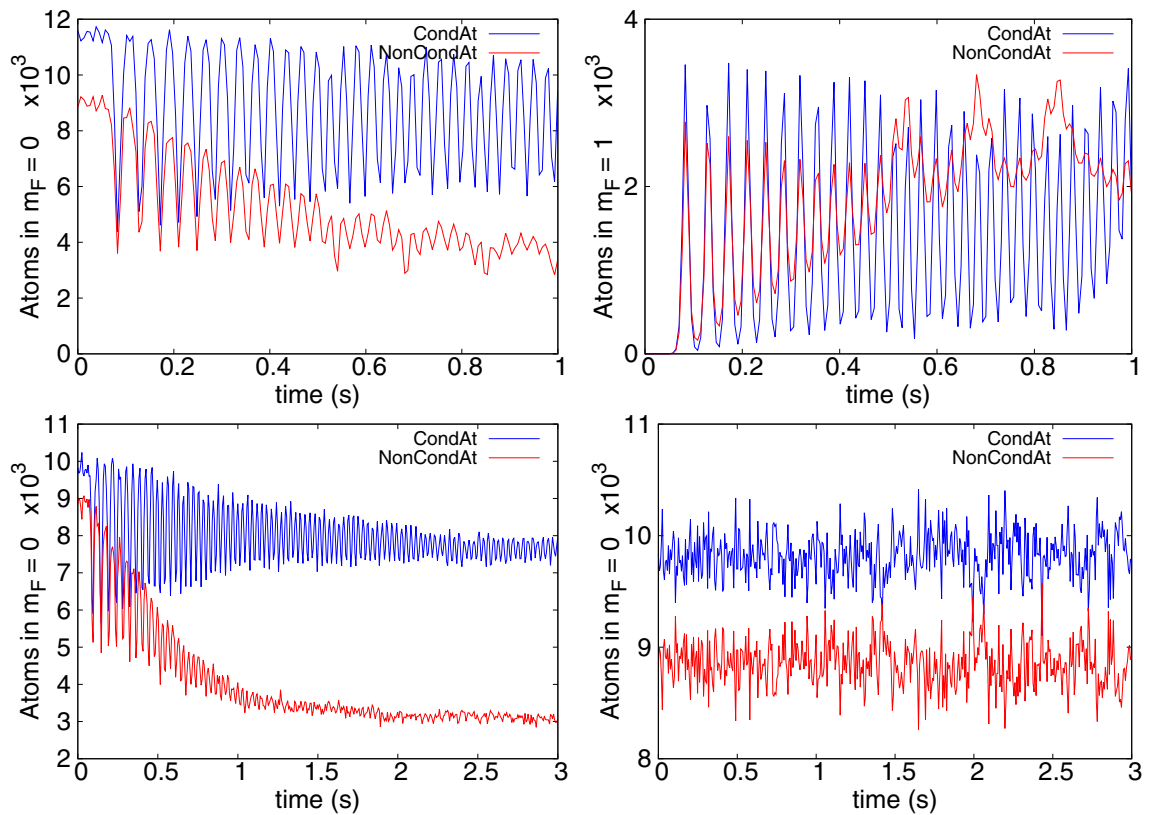 Atoms in m_F = 0 x10^3
12
10
8
6
4
2
0
0 0.2 0.4 0.6 0.8 1
time (s)
CondAt
NonCondAt
Atoms in m_F = 1 x10^3
4
2
0
0 0.2 0.4 0.6 0.8 1
time (s)
CondAt
NonCondAt
Atoms in m_F = 0 x10^3
11
10
9
8
7
6
5
4
3
2
0 0.5 1 1.5 2 2.5 3
time (s)
CondAt
NonCondAt
Atoms in m_F = 0 x10^3
11
10
9
8
0 0.5 1 1.5 2 2.5 3
time (s)
CondAt
NonCondAt